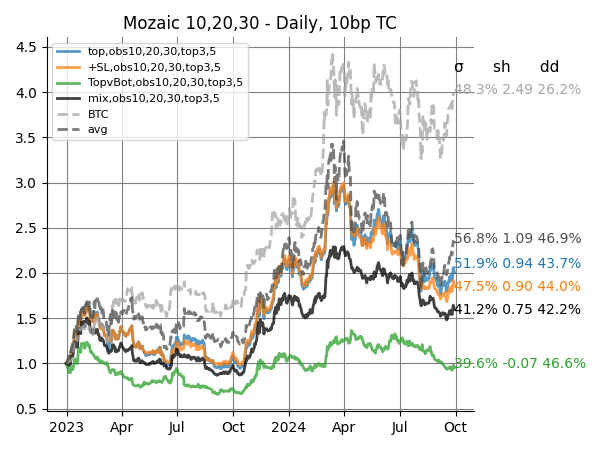 Mozaic 10,20,30 - Daily, 10bp TC
top,obs10,20,30,top3,5
+SL,obs10,20,30,top3,5
TopvBot,obs10,20,30,top3,5
mix,obs10,20,30,top3,5
BTC
avg
σ sh dd
48.3% 2.49 26.2%
56.8% 1.09 46.9%
51.9% 0.94 43.7%
47.5% 0.90 44.0%
41.2% 0.75 42.2%
39.6% -0.07 46.6%
4.5
4.0
3.5
3.0
2.5
2.0
1.5
1.0
0.5
2023 Apr Jul Oct 2024 Apr Jul Oct